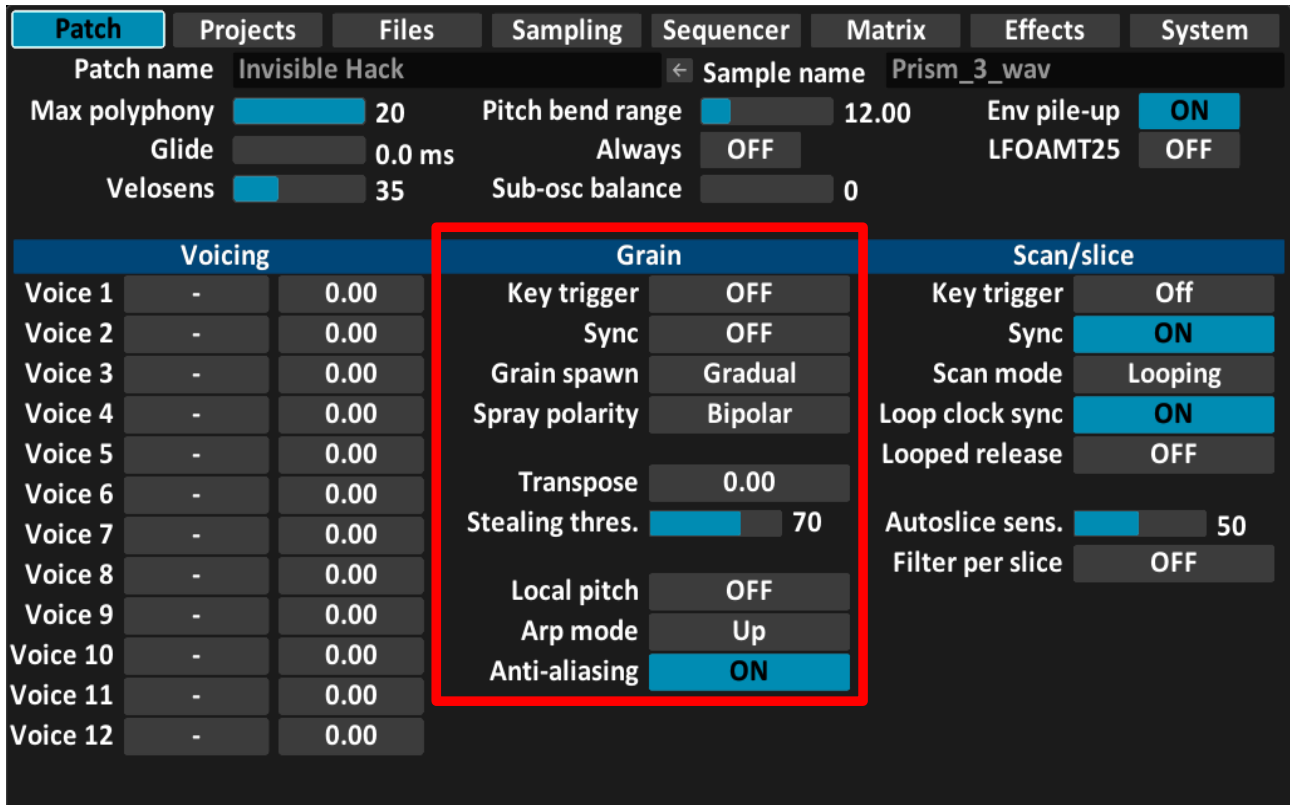 Patch Projects Files Sampling Sequencer Matrix Effects System
Patch name Invisible Hack ← Sample name Prism_3_wav
Max polyphony 20 Pitch bend range 12.00 Env pile-up ON
Glide 0.0 ms Always OFF LFOAMT25 OFF
Velosens 35 Sub-osc balance 0
Voicing
Voice 1 - 0.00
Voice 2 - 0.00
Voice 3 - 0.00
Voice 4 - 0.00
Voice 5 - 0.00
Voice 6 - 0.00
Voice 7 - 0.00
Voice 8 - 0.00
Voice 9 - 0.00
Voice 10 - 0.00
Voice 11 - 0.00
Voice 12 - 0.00
Grain
Key trigger OFF
Sync OFF
Grain spawn Gradual
Spray polarity Bipolar
Transpose 0.00
Stealing thres. 70
Local pitch OFF
Arp mode Up
Anti-aliasing ON
Scan/slice
Key trigger Off
Sync ON
Scan mode Looping
Loop clock sync ON
Looped release OFF
Autoslice sens. 50
Filter per slice OFF